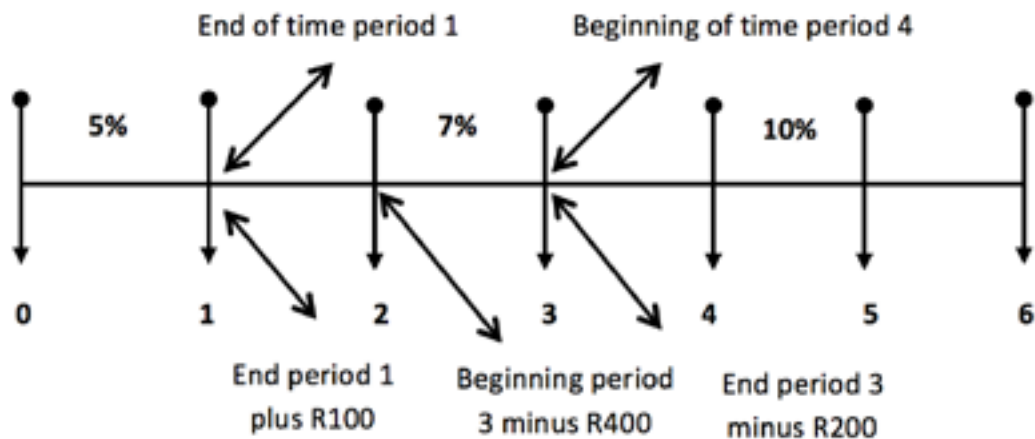 End of time period 1
Beginning of time period 4
5%
7%
10%
0
1
2
3
4
5
6
End period 1
plus R100
Beginning period
3 minus R400
End period 3
minus R200